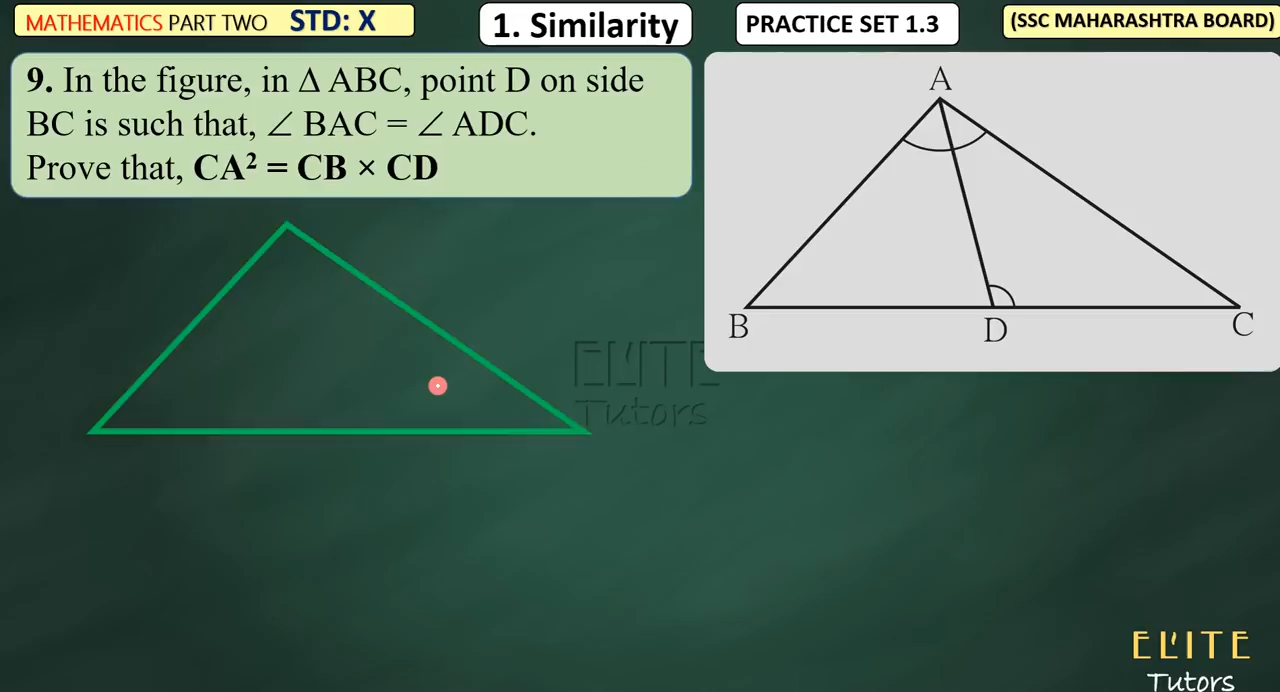 MATHEMATICS PART TWO STD: X
1. Similarity
PRACTICE SET 1.3
(SSC MAHARASHTRA BOARD)
9. In the figure, in Δ ABC, point D on side
BC is such that, ∠ BAC = ∠ ADC.
Prove that, CA² = CB × CD
A
B
D
C
ELITE
Tutors
ELITE
Tutors